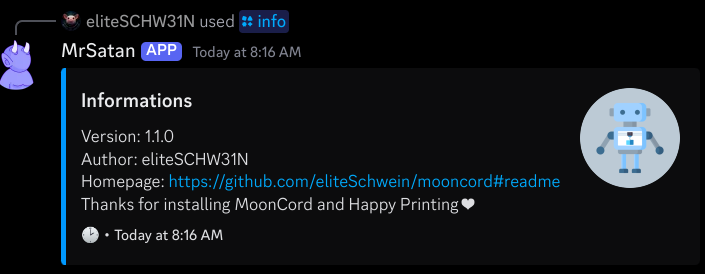 eliteSCHW31N used info
MrSatan APP Today at 8:16 AM
Informations
Version: 1.1.0
Author: eliteSCHW31N
Homepage: https://github.com/eliteSchwein/mooncord#readme
Thanks for installing MoonCord and Happy Printing❤
🕑 • Today at 8:16 AM